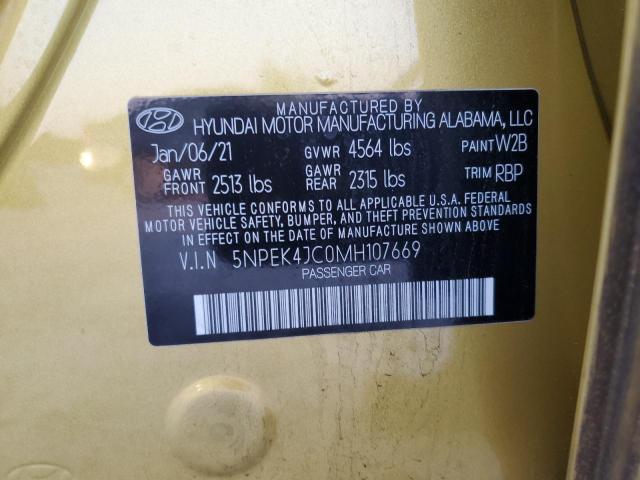 MANUFACTURED BY
HYUNDAI MOTOR MANUFACTURING ALABAMA, LLC
Jan/06/21 GVWR 4564 lbs PAINT W2B
GAWR FRONT 2513 lbs GAWR REAR 2315 lbs TRIM RBP
THIS VEHICLE CONFORMS TO ALL APPLICABLE U.S.A. FEDERAL
MOTOR VEHICLE SAFETY, BUMPER, AND THEFT PREVENTION STANDARDS
IN EFFECT ON THE DATE OF MANUFACTURE SHOWN ABOVE.
V.I.N 5NPEK4JC0MH107669
PASSENGER CAR